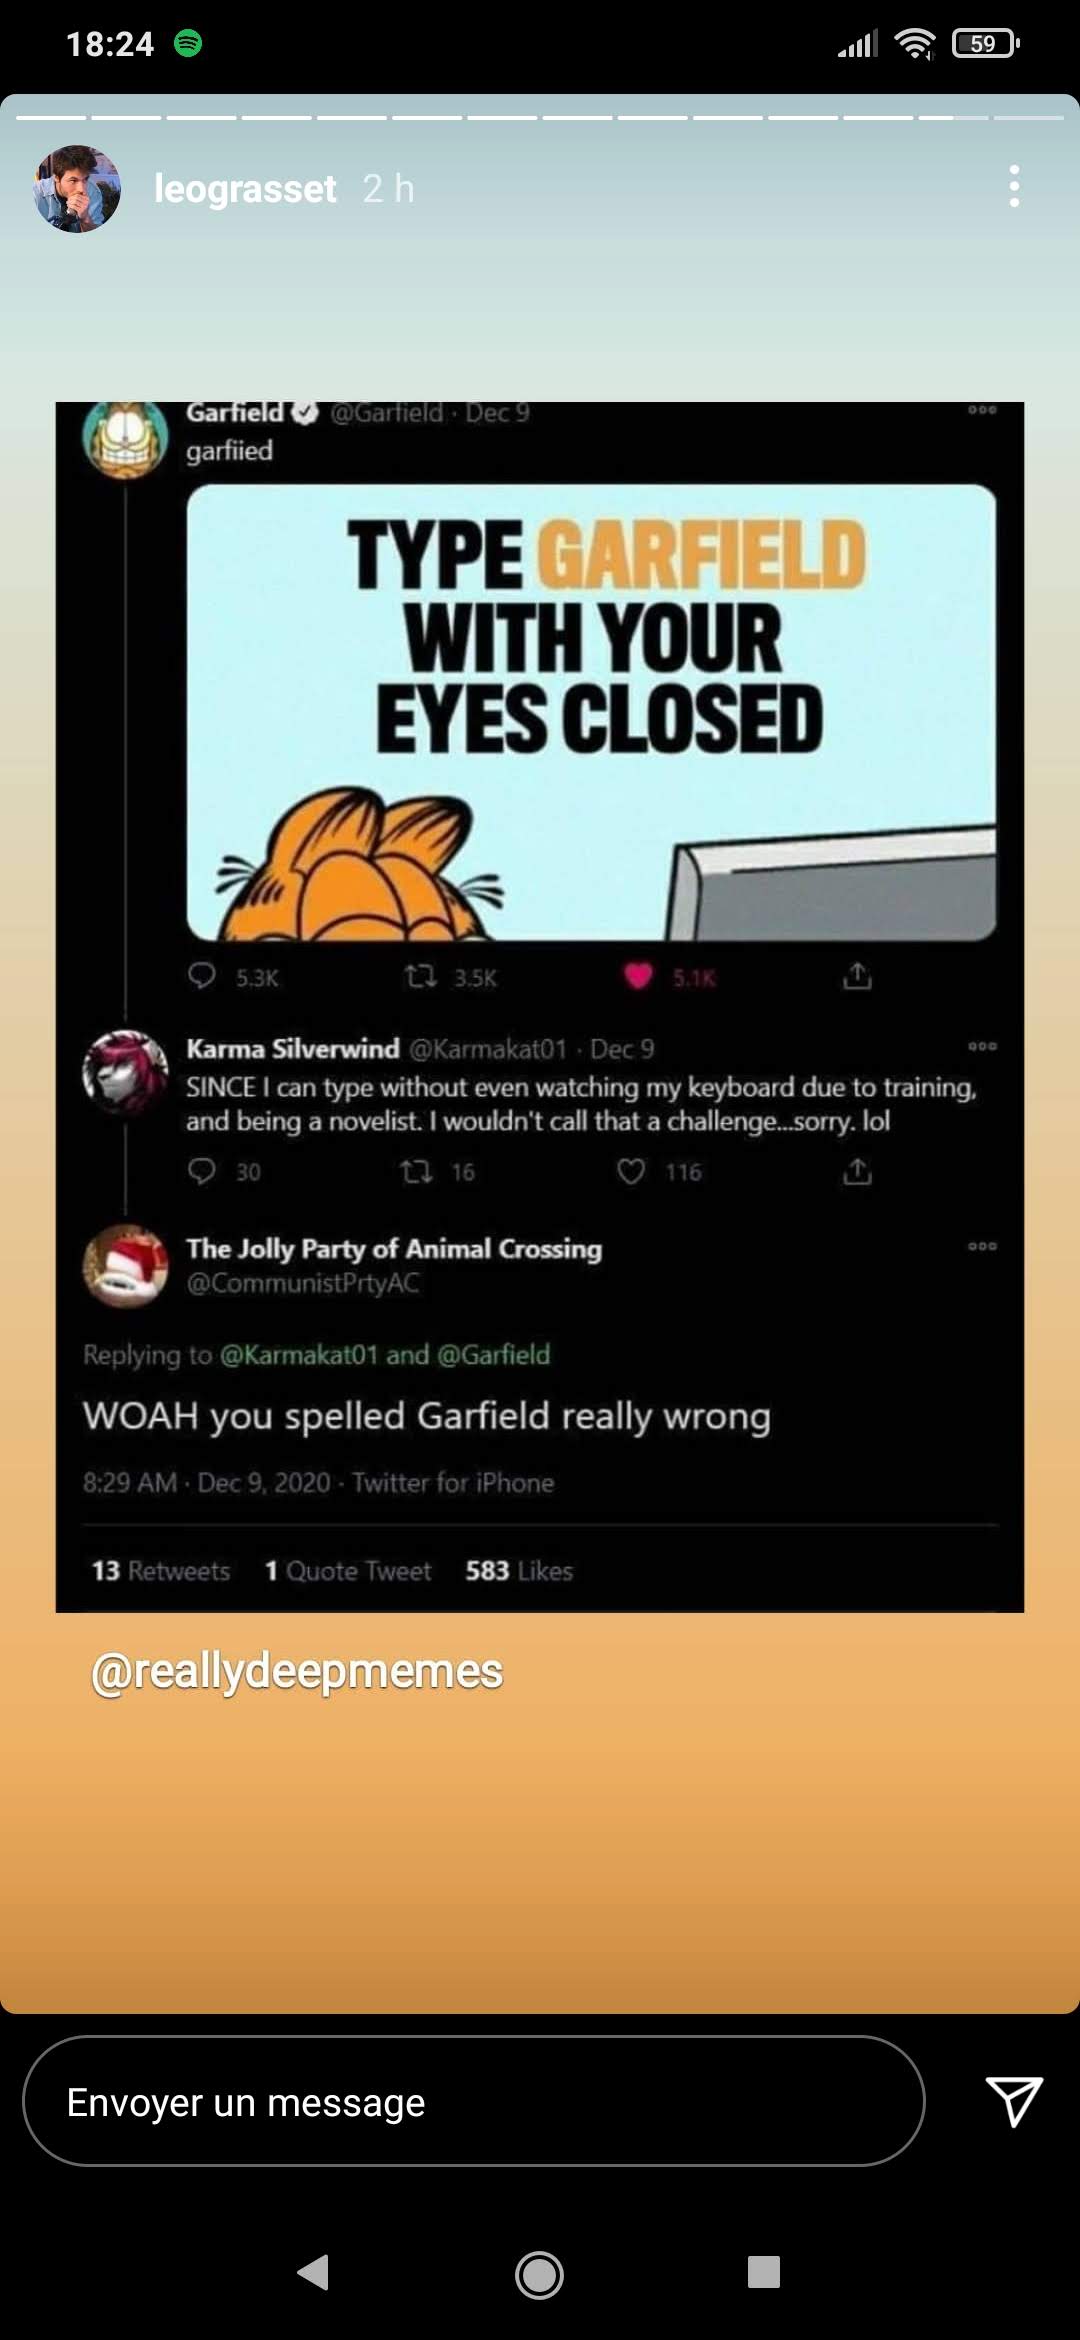 18:24
59
leograsset 2 h
Garfield @Garfield · Dec 9
garfiied
TYPE GARFIELD
WITH YOUR
EYES CLOSED
5.3K 3.5K 5.1K
Karma Silverwind @Karmakat01 · Dec 9
SINCE I can type without even watching my keyboard due to training,
and being a novelist. I wouldn't call that a challenge...sorry. lol
30 16 116
The Jolly Party of Animal Crossing
@CommunistPrtyAC
Replying to @Karmakat01 and @Garfield
WOAH you spelled Garfield really wrong
8:29 AM · Dec 9, 2020 · Twitter for iPhone
13 Retweets 1 Quote Tweet 583 Likes
@reallydeepmemes
Envoyer un message